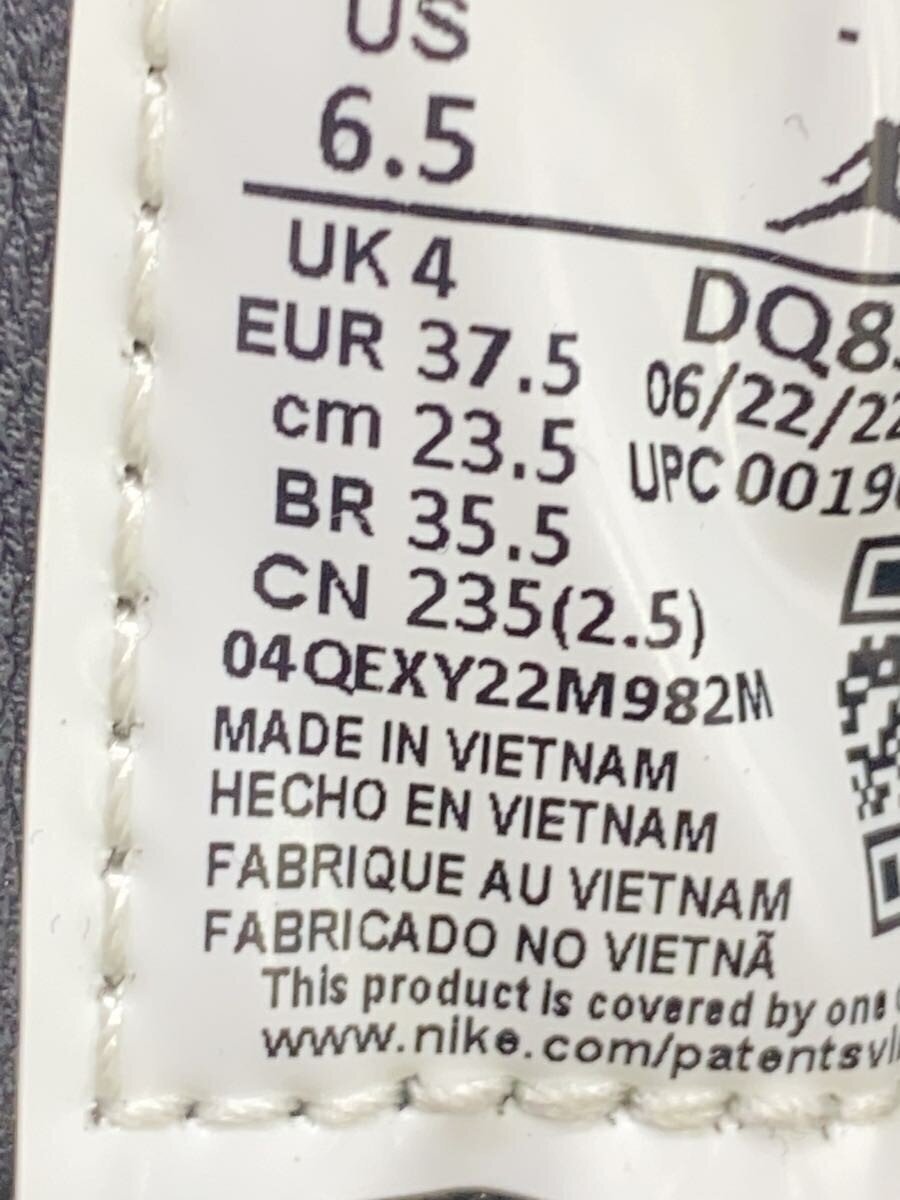 US
6.5
UK 4
EUR 37.5
cm 23.5
BR 35.5
CN 235(2.5)
04QEXY22M982M
MADE IN VIETNAM
HECHO EN VIETNAM
FABRIQUE AU VIETNAM
FABRICADO NO VIETNÃ
This product is covered by one
www.nike.com/patentsvl
DQ8
06/22/22
UPC 0019